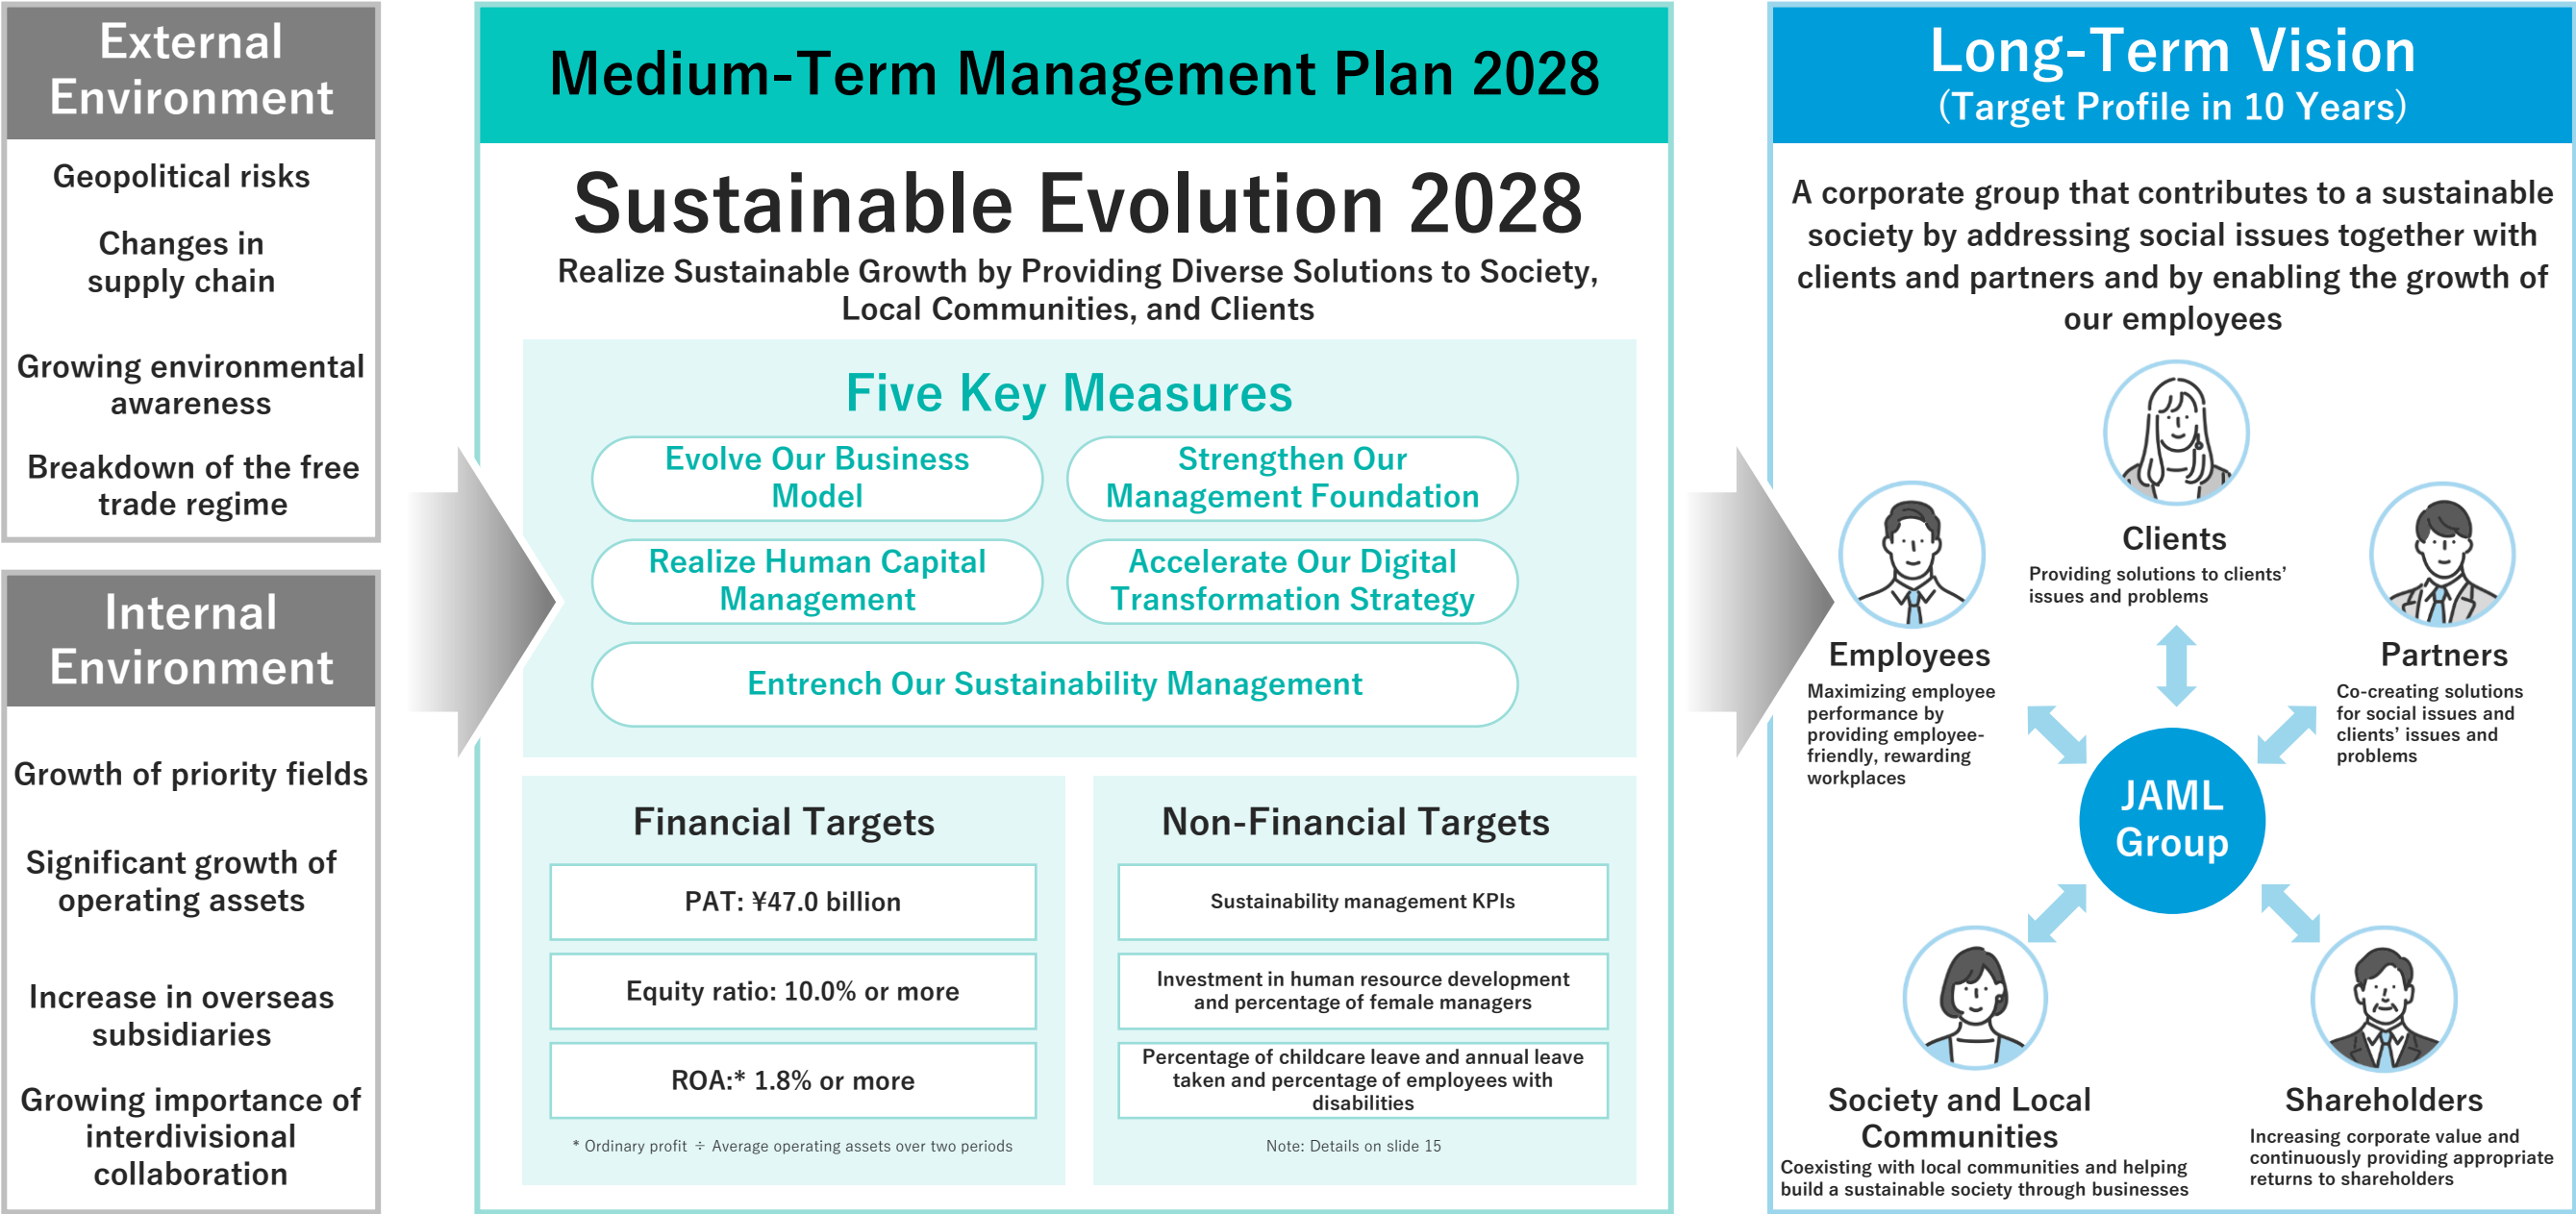 External
Environment
Geopolitical risks
Changes in
supply chain
Growing environmental
awareness
Breakdown of the free
trade regime
Internal
Environment
Growth of priority fields
Significant growth of
operating assets
Increase in overseas
subsidiaries
Growing importance of
interdivisional
collaboration
Medium-Term Management Plan 2028
Sustainable Evolution 2028
Realize Sustainable Growth by Providing Diverse Solutions to Society,
Local Communities, and Clients
Five Key Measures
Evolve Our Business
Model
Strengthen Our
Management Foundation
Realize Human Capital
Management
Accelerate Our Digital
Transformation Strategy
Entrench Our Sustainability Management
Financial Targets
PAT: ¥47.0 billion
Equity ratio: 10.0% or more
ROA:* 1.8% or more
* Ordinary profit ÷ Average operating assets over two periods
Non-Financial Targets
Sustainability management KPIs
Investment in human resource development
and percentage of female managers
Percentage of childcare leave and annual leave
taken and percentage of employees with
disabilities
Note: Details on slide 15
Long-Term Vision
(Target Profile in 10 Years)
A corporate group that contributes to a sustainable
society by addressing social issues together with
clients and partners and by enabling the growth of
our employees
Clients
Providing solutions to clients'
issues and problems
Employees
Maximizing employee
performance by
providing employee-
friendly, rewarding
workplaces
Partners
Co-creating solutions
for social issues and
clients' issues and
problems
JAML
Group
Society and Local
Communities
Coexisting with local communities and helping
build a sustainable society through businesses
Shareholders
Increasing corporate value and
continuously providing appropriate
returns to shareholders